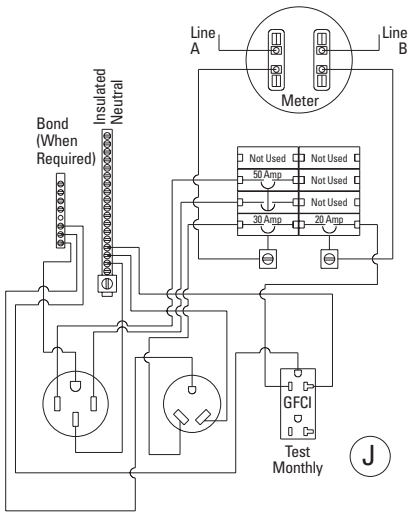 Line
A
Line
B
Meter
Insulated
Neutral
Bond
(When
Required)
Not Used
Not Used
50 Amp
Not Used
Not Used
30 Amp
20 Amp
GFCI
Test
Monthly
J